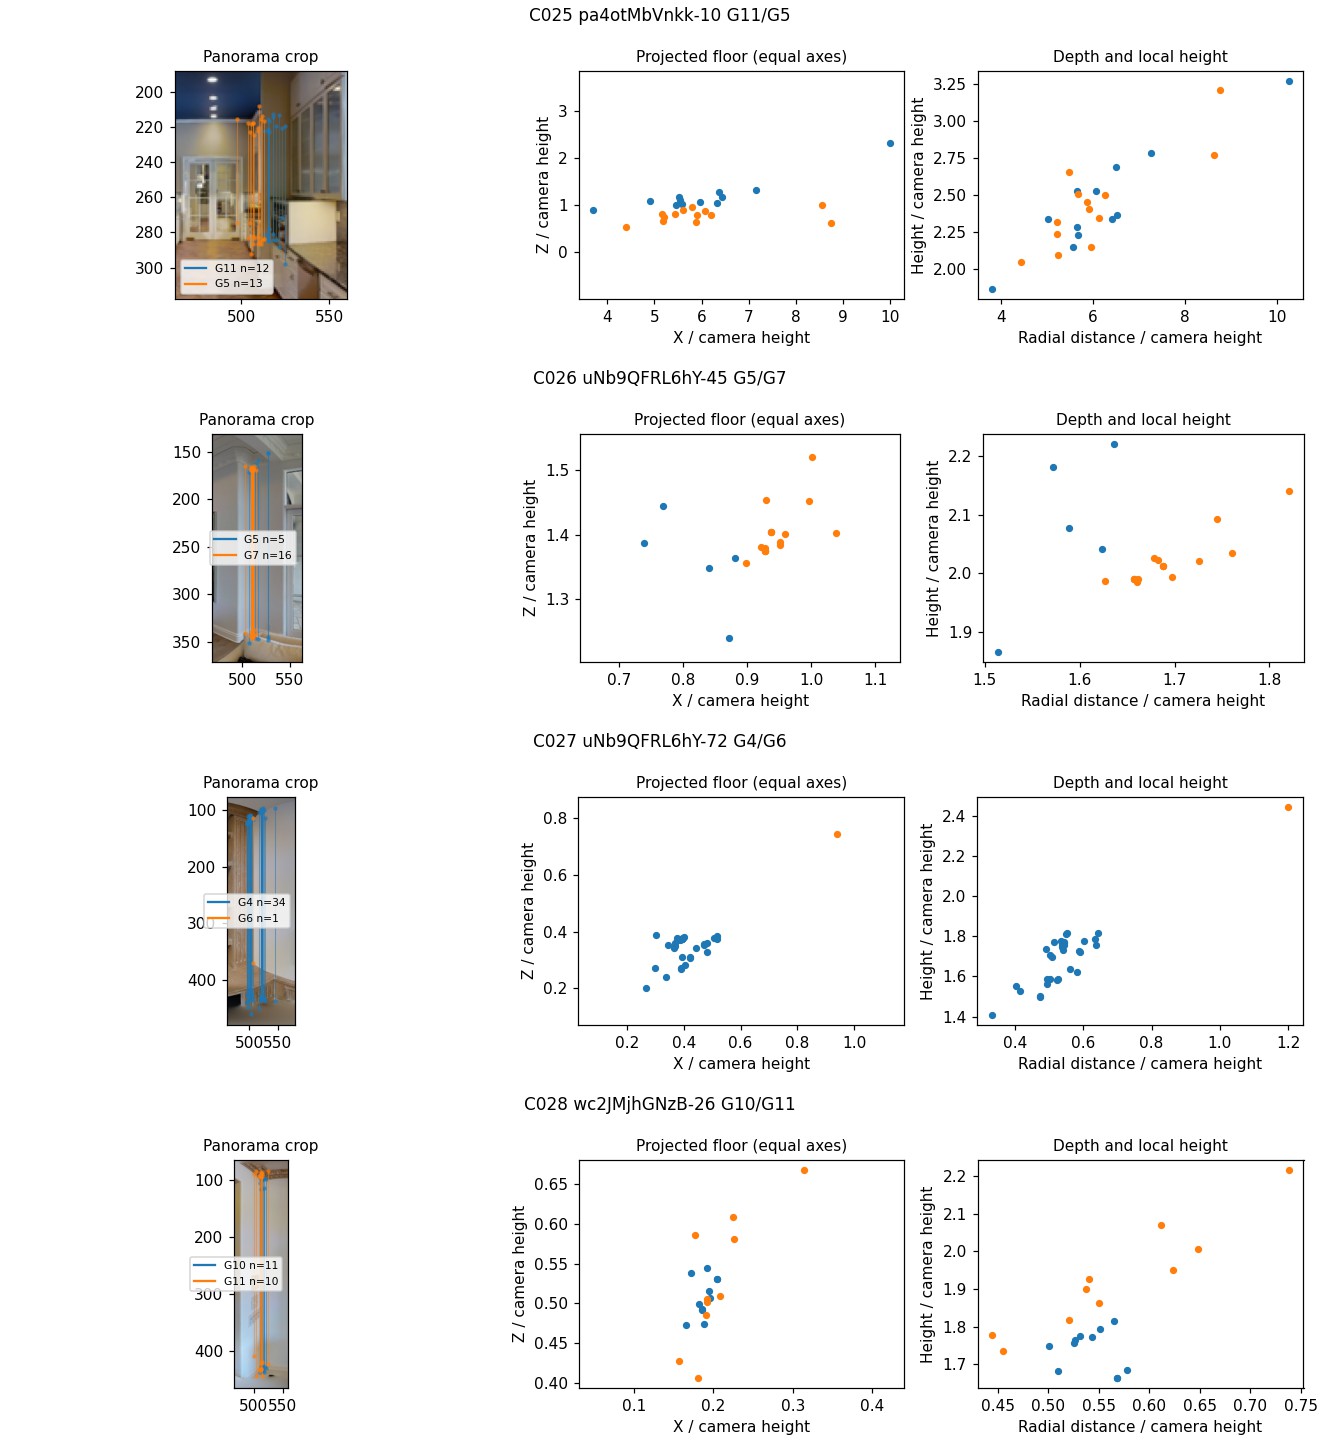 C025 pa4otMbVnkk-10 G11/G5
Panorama crop
Projected floor (equal axes)
Depth and local height
200
220
240
260
280
300
500
550
G11 n=12
G5 n=13
Z / camera height
3
2
1
0
4
5
6
7
8
9
10
X / camera height
Height / camera height
3.25
3.00
2.75
2.50
2.25
2.00
4
6
8
10
Radial distance / camera height
C026 uNb9QFRL6hY-45 G5/G7
Panorama crop
Projected floor (equal axes)
Depth and local height
150
200
250
300
350
500
550
G5 n=5
G7 n=16
Z / camera height
1.5
1.4
1.3
0.7
0.8
0.9
1.0
1.1
X / camera height
Height / camera height
2.2
2.1
2.0
1.9
1.5
1.6
1.7
1.8
Radial distance / camera height
C027 uNb9QFRL6hY-72 G4/G6
Panorama crop
Projected floor (equal axes)
Depth and local height
100
200
300
400
500
550
G4 n=34
G6 n=1
Z / camera height
0.8
0.6
0.4
0.2
0.2
0.4
0.6
0.8
1.0
X / camera height
Height / camera height
2.4
2.2
2.0
1.8
1.6
1.4
0.4
0.6
0.8
1.0
1.2
Radial distance / camera height
C028 wc2JMjhGNzB-26 G10/G11
Panorama crop
Projected floor (equal axes)
Depth and local height
100
200
300
400
500
550
G10 n=11
G11 n=10
Z / camera height
0.65
0.60
0.55
0.50
0.45
0.40
0.1
0.2
0.3
0.4
X / camera height
Height / camera height
2.2
2.1
2.0
1.9
1.8
1.7
0.45
0.50
0.55
0.60
0.65
0.70
0.75
Radial distance / camera height